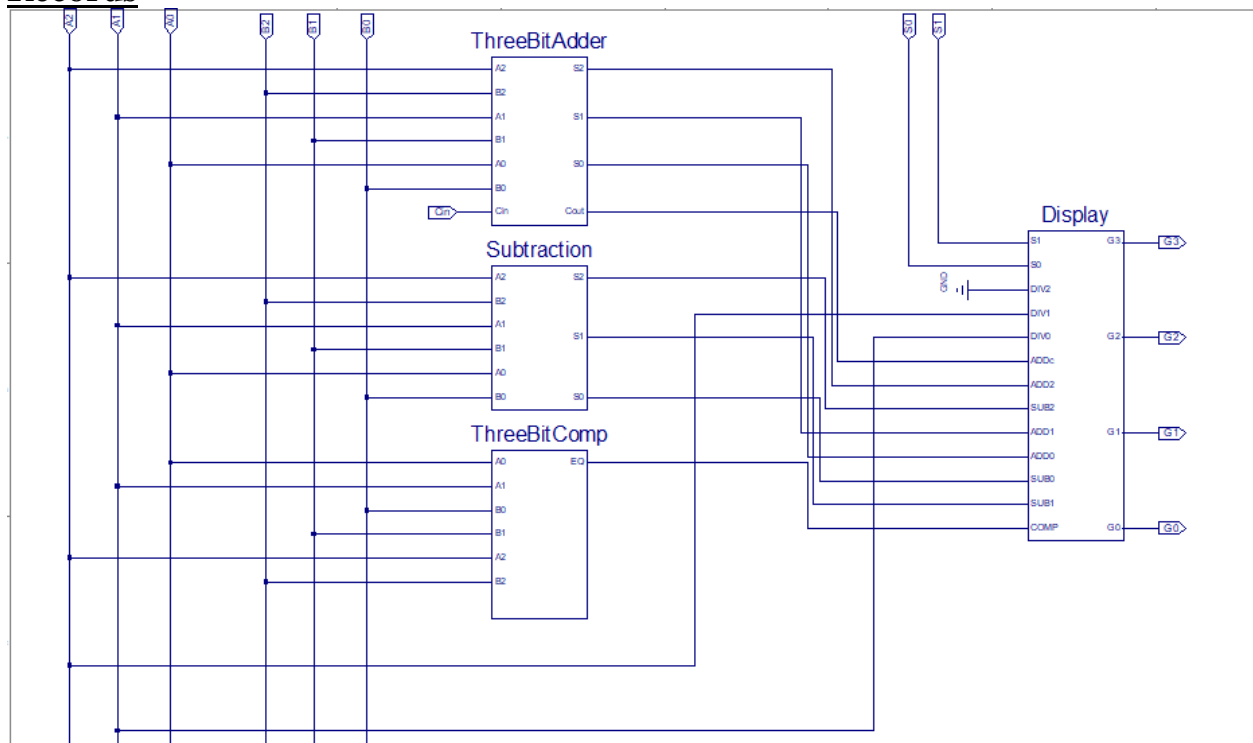 Records
A2 A1 A0 B2 B1 B0 S0 S1
ThreeBitAdder
A2 S2
B2
A1 S1
B1
A0 S0
B0
Cin Cin Cout
Subtraction
A2 S2
B2
A1
S1
B1
A0
B0 S0
ThreeBitComp
A0 EQ
A1
B0
B1
A2
B2
Display
S1 G3 G3
S0
GND DIV2
DIV1
DIV0 G2 G2
ADDc
ADD2
SUB2
ADD1 G1 G1
ADD0
SUB0
SUB1
COMP G0 G0